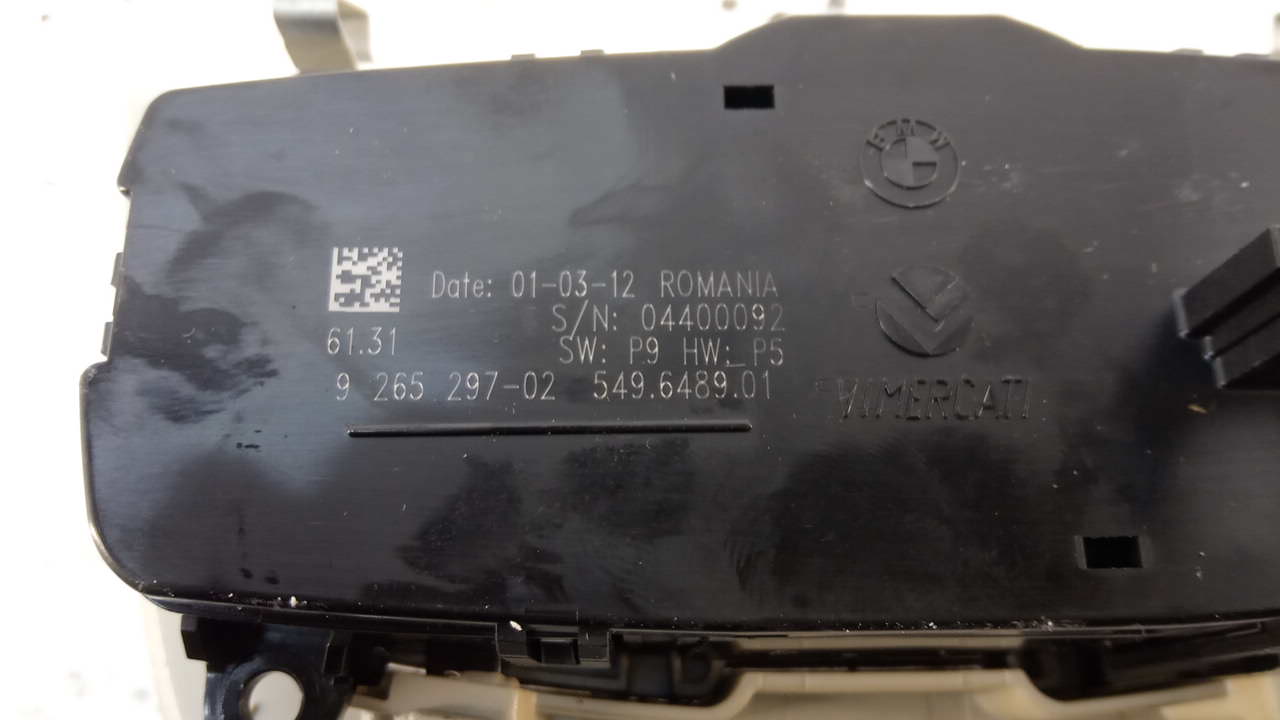 BMW
Date: 01-03-12 ROMANIA
S/N: 04400092
61.31
SW: P9 HW: P5
9 265 297-02 549.6489.01
VIMERCATI